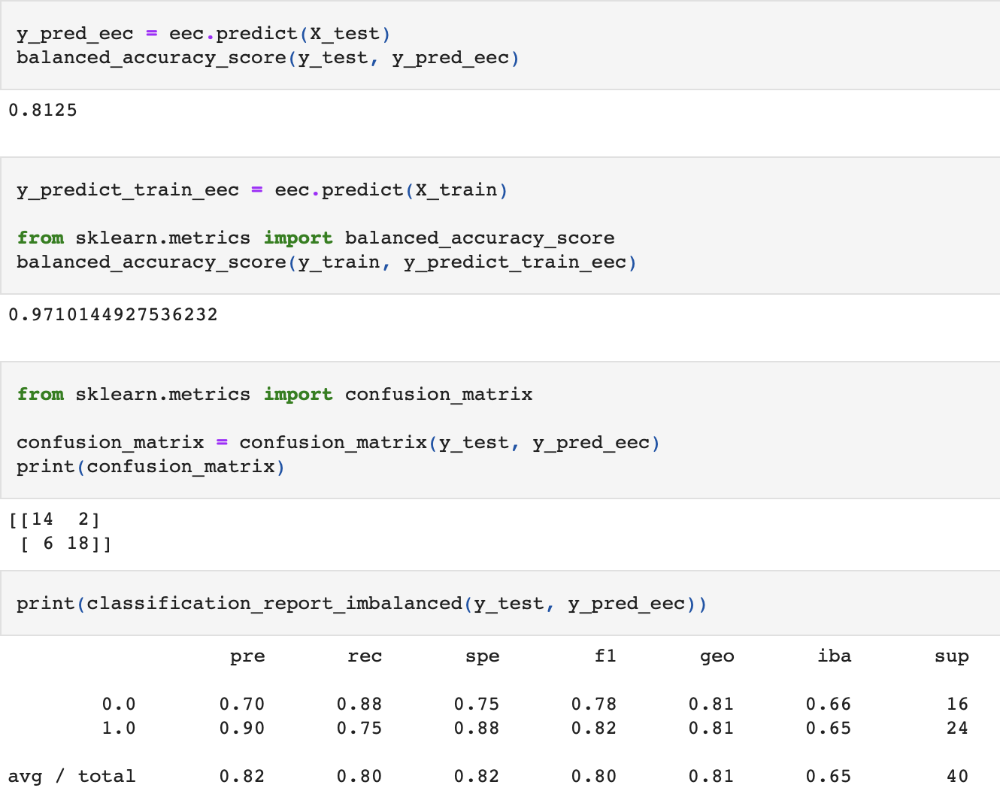 y_pred_eec = eec.predict(X_test)
balanced_accuracy_score(y_test, y_pred_eec)
0.8125
y_predict_train_eec = eec.predict(X_train)
from sklearn.metrics import balanced_accuracy_score
balanced_accuracy_score(y_train, y_predict_train_eec)
0.9710144927536232
from sklearn.metrics import confusion_matrix
confusion_matrix = confusion_matrix(y_test, y_pred_eec)
print(confusion_matrix)
[[14  2]
 [ 6 18]]
print(classification_report_imbalanced(y_test, y_pred_eec))
pre rec spe f1 geo iba sup
0.0 0.70 0.88 0.75 0.78 0.81 0.66 16
1.0 0.90 0.75 0.88 0.82 0.81 0.65 24
avg / total 0.82 0.80 0.82 0.80 0.81 0.65 40